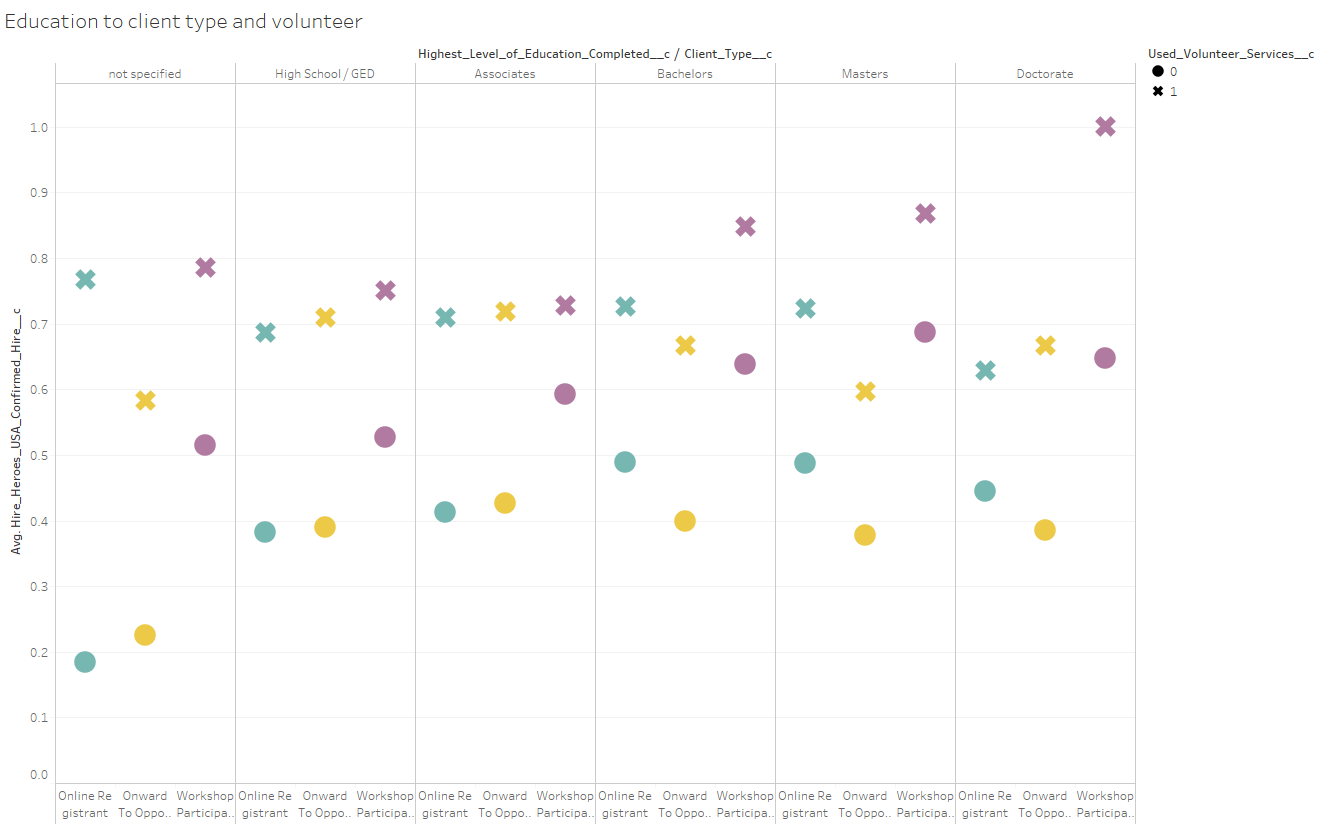 Education to client type and volunteer
Highest_Level_of_Education_Completed__c / Client_Type__c
Used_Volunteer_Services__c
not specified
High School / GED
Associates
Bachelors
Masters
Doctorate
0
1
Avg. Hire_Heroes_USA_Confirmed_Hire__c
1.0
0.9
0.8
0.7
0.6
0.5
0.4
0.3
0.2
0.1
0.0
Online Re
gistrant
Onward
To Oppo..
Workshop
Participa..
Online Re
gistrant
Onward
To Oppo..
Workshop
Participa..
Online Re
gistrant
Onward
To Oppo..
Workshop
Participa..
Online Re
gistrant
Onward
To Oppo..
Workshop
Participa..
Online Re
gistrant
Onward
To Oppo..
Workshop
Participa..
Online Re
gistrant
Onward
To Oppo..
Workshop
Participa..